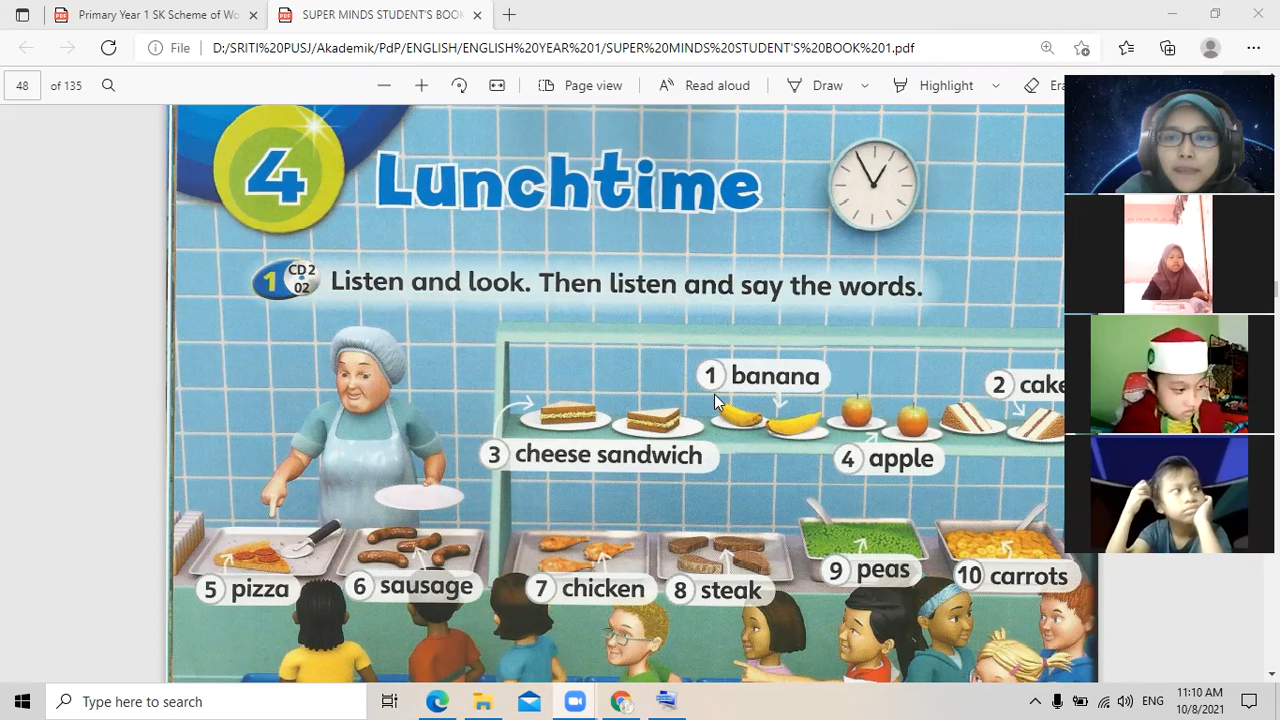 Primary Year 1 SK Scheme of Wo
SUPER MINDS STUDENT'S BOOK
File
D:/SRITI%20PUSJ/Akademik/PdP/ENGLISH/ENGLISH%20YEAR%201/SUPER%20MINDS%20STUDENT'S%20BOOK%201.pdf
48 of 135
Page view
Read aloud
Draw
Highlight
Era
4 Lunchtime
1 CD2 02 Listen and look. Then listen and say the words.
1 banana
2 cake
3 cheese sandwich
4 apple
5 pizza
6 sausage
7 chicken
8 steak
9 peas
10 carrots
Type here to search
ENG
11:10 AM
10/8/2021